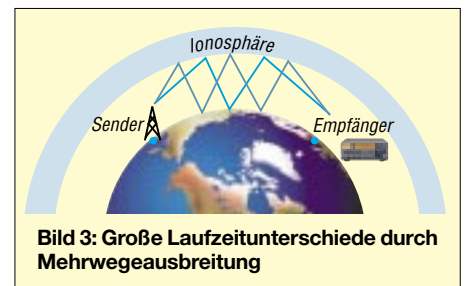 Ionosphäre
Sender
Empfänger
Bild 3: Große Laufzeitunterschiede durch
Mehrwegeausbreitung